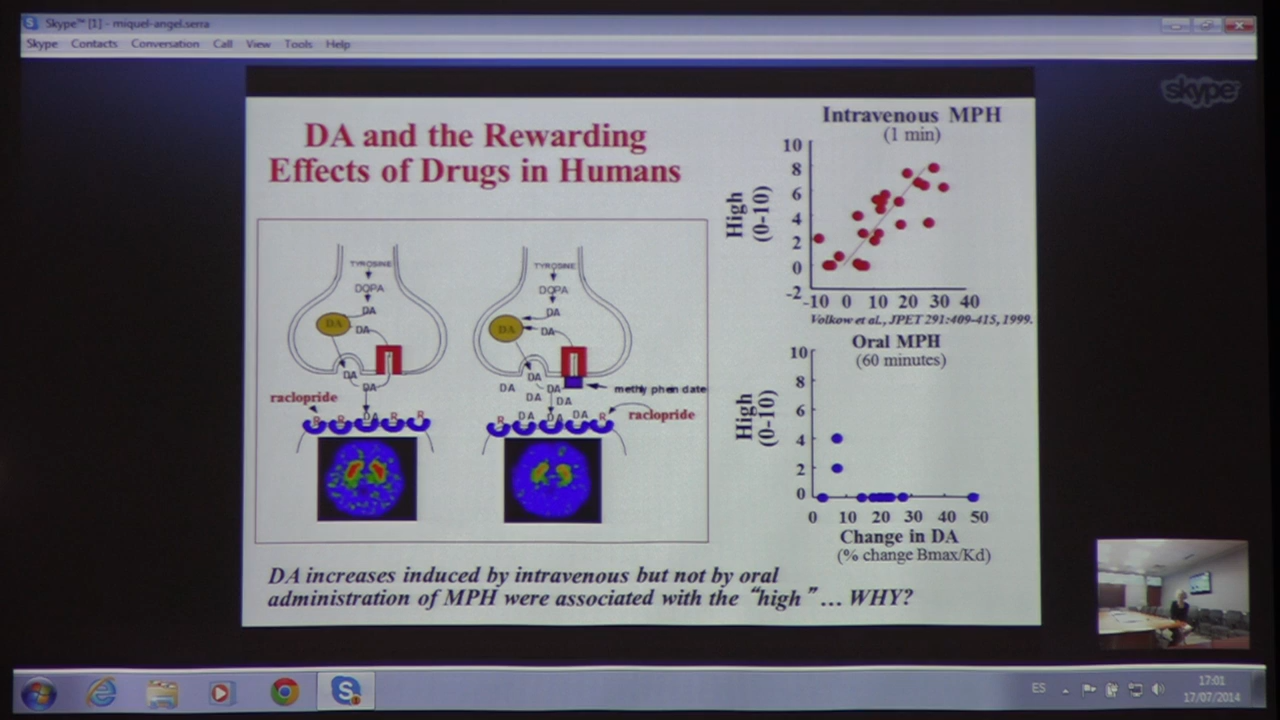 Skype™ [1] - miquel-angel.serra
Skype Contacts Conversation Call View Tools Help
skype
DA and the Rewarding
Effects of Drugs in Humans
TYROSINE
DOPA
DA
DA
DA
DA
DA
raclopride
R R DA R R
TYROSINE
DOPA
DA
DA
DA
DA
DA
DA
DA DA
methylphenidate
raclopride
R DA DA DA R
Intravenous MPH
(1 min)
High
(0-10)
10
8
6
4
2
0
-2
-10 0 10 20 30 40
Volkow et al., JPET 291:409-415, 1999.
Oral MPH
(60 minutes)
High
(0-10)
10
8
6
4
2
0
0 10 20 30 40 50
Change in DA
(% change Bmax/Kd)
DA increases induced by intravenous but not by oral
administration of MPH were associated with the “high”... WHY?
ES
17:01
17/07/2014